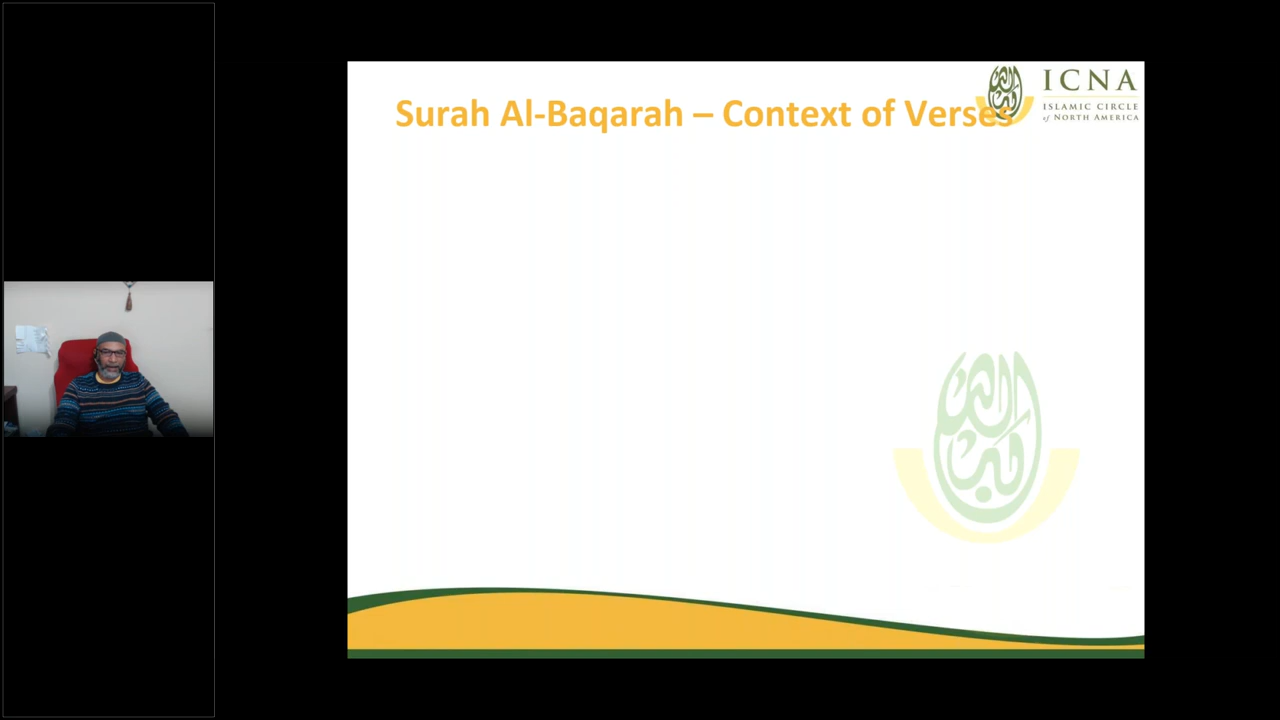 Surah Al-Baqarah – Context of Verses
ICNA
ISLAMIC CIRCLE
of NORTH AMERICA